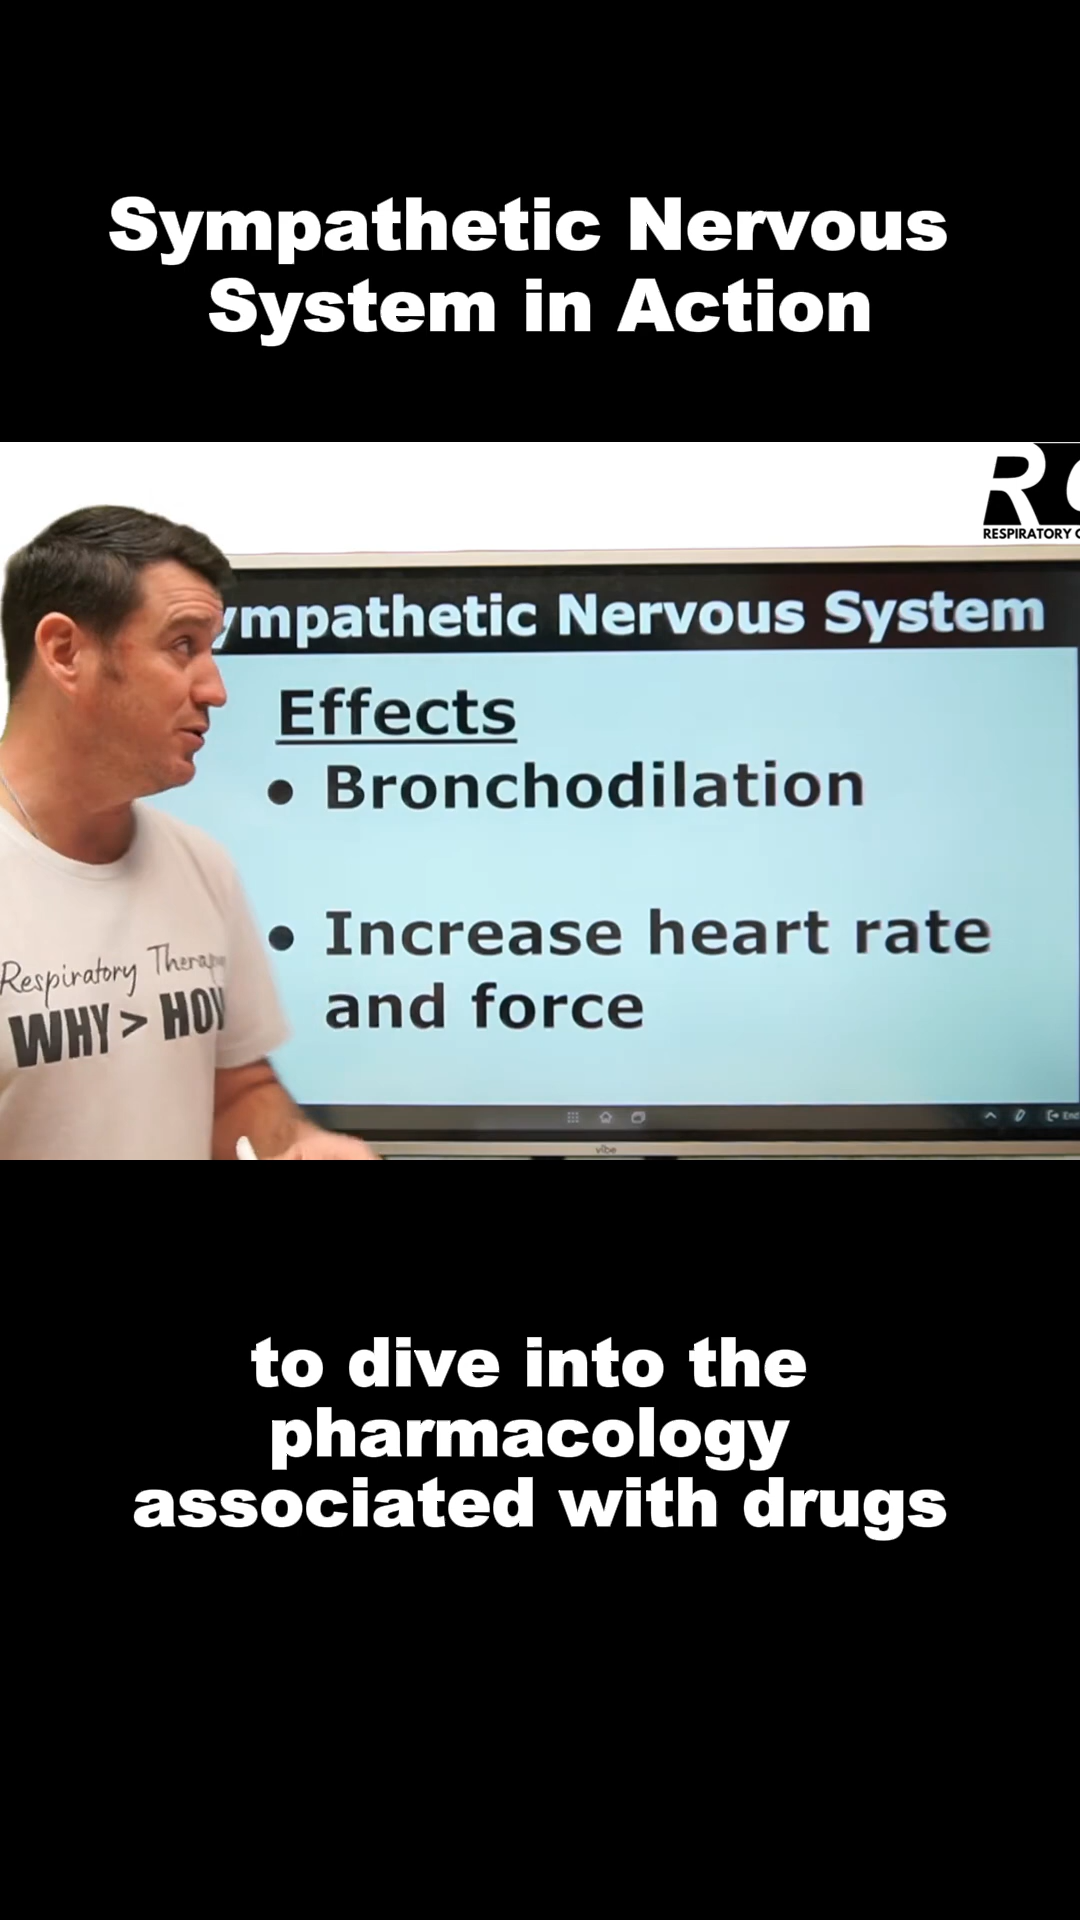 Sympathetic Nervous
System in Action
R
RESPIRATORY
ympathetic Nervous System
Effects
• Bronchodilation
• Increase heart rate
and force
Respiratory
WHY >
vibe
to dive into the
pharmacology
associated with drugs